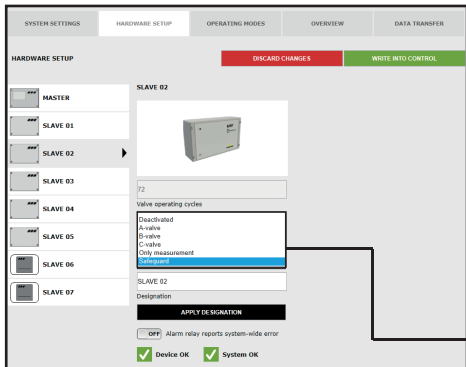 SYSTEM SETTINGS
HARDWARE SETUP
OPERATING MODES
OVERVIEW
DATA TRANSFER
HARDWARE SETUP
DISCARD CHANGES
WRITE INTO CONTROL
MASTER
SLAVE 01
SLAVE 02
SLAVE 03
SLAVE 04
SLAVE 05
SLAVE 06
SLAVE 07
SLAVE 02
72
Valve operating cycles
Deactivated
A-valve
B-valve
C-valve
Only measurement
Safeguard
SLAVE 02
Designation
APPLY DESIGNATION
OFF Alarm relay reports system-wide error
Device OK System OK